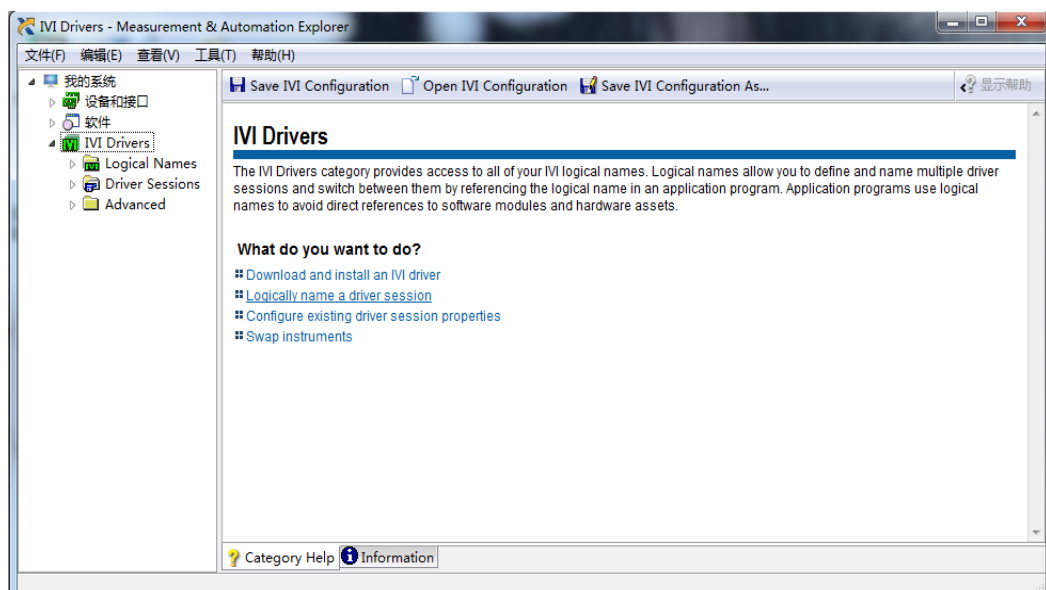 IVI Drivers - Measurement & Automation Explorer
文件(F) 编辑(E) 查看(V) 工具(T) 帮助(H)
我的系统
设备和接口
软件
IVI Drivers
Logical Names
Driver Sessions
Advanced
Save IVI Configuration Open IVI Configuration Save IVI Configuration As... 显示帮助
IVI Drivers
The IVI Drivers category provides access to all of your IVI logical names. Logical names allow you to define and name multiple driver
sessions and switch between them by referencing the logical name in an application program. Application programs use logical
names to avoid direct references to software modules and hardware assets.
What do you want to do?
Download and install an IVI driver
Logically name a driver session
Configure existing driver session properties
Swap instruments
Category Help Information